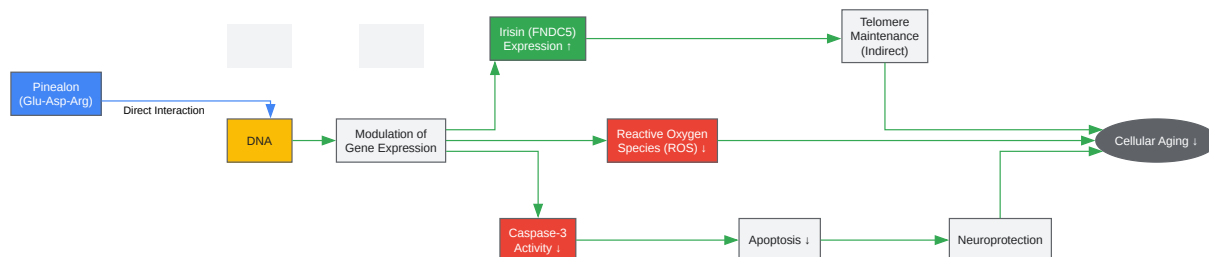 Pinealon
(Glu-Asp-Arg)
Direct Interaction
DNA
Modulation of
Gene Expression
Irisin (FNDC5)
Expression ↑
Telomere
Maintenance
(Indirect)
Reactive Oxygen
Species (ROS) ↓
Cellular Aging ↓
Caspase-3
Activity ↓
Apoptosis ↓
Neuroprotection